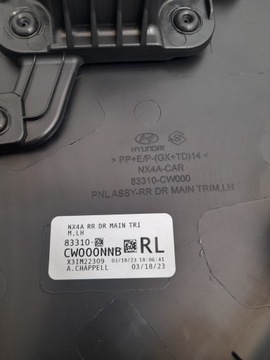 HYUNDAI
> PP+E/P-(GX+TD)14 <
NX4A-CAR
83310-CW000
PNL ASSY-RR DR MAIN TRIM,LH
NX4A RR DR MAIN TRI
M,LH
83310-
CW000NNB RL
X3IM22309 03/18/23 18:06:41
A.CHAPPELL 03/18/23